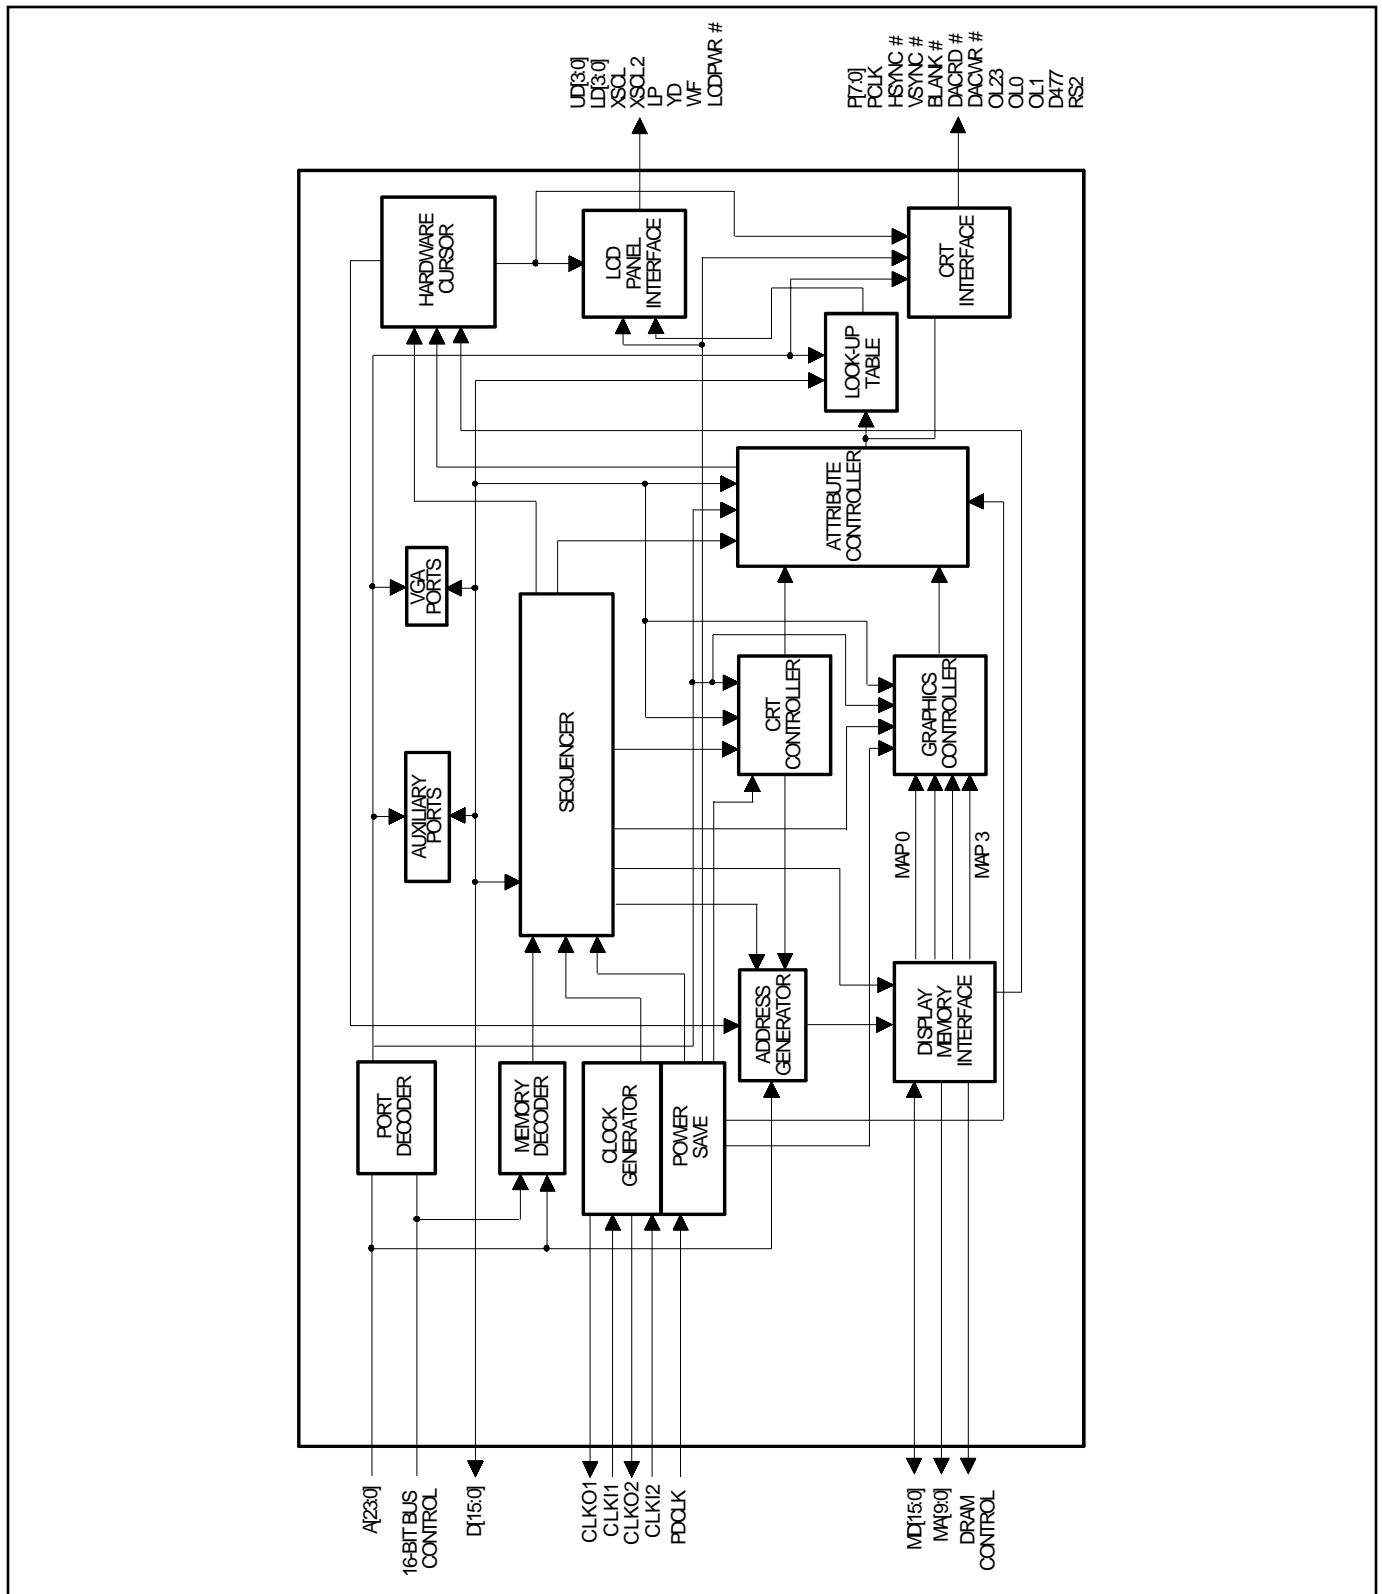 A[23:0]
16-BIT BUS
CONTROL
D[15:0]
CLKO1
CLKI1
CLKO2
CLKI2
PDCLK
MD[15:0]
MA[9:0]
DRAM
CONTROL
PORT
DECODER
MEMORY
DECODER
CLOCK
GENERATOR
POWER
SAVE
ADDRESS
GENERATOR
DISPLAY
MEMORY
INTERFACE
AUXILIARY
PORTS
VGA
PORTS
SEQUENCER
CRT
CONTROLLER
MAP 0
MAP 3
GRAPHICS
CONTROLLER
ATTRIBUTE
CONTROLLER
HARDWARE
CURSOR
LCD
PANEL
INTERFACE
LOOK-UP
TABLE
CRT
INTERFACE
UD[3:0]
LD[3:0]
XSCL
XSCL2
LP
YD
WF
LCDPWR #
P[7:0]
PCLK
HSYNC #
VSYNC #
BLANK #
DACRD #
DACWR #
OL23
OL0
OL1
D477
RS2